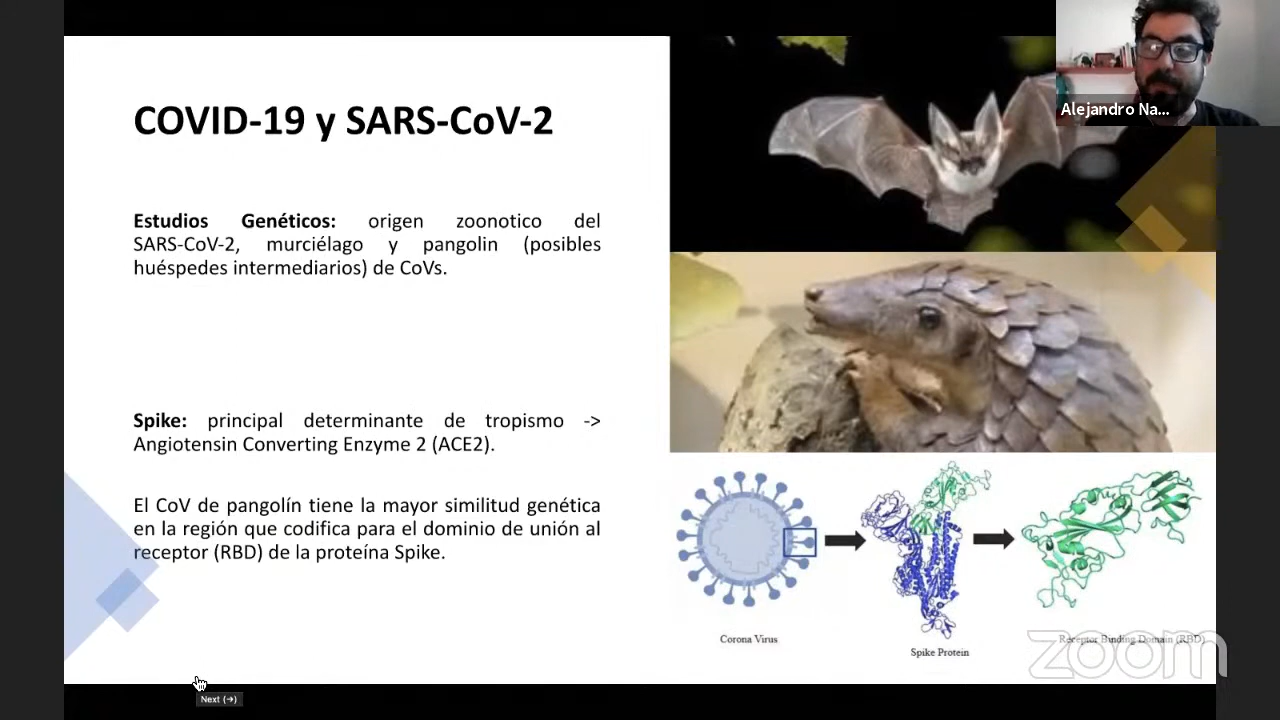 COVID-19 y SARS-CoV-2
Alejandro Na...
Estudios Genéticos: origen zoonotico del
SARS-CoV-2, murciélago y pangolin (posibles
huéspedes intermediarios) de CoVs.
Spike: principal determinante de tropismo ->
Angiotensin Converting Enzyme 2 (ACE2).
El CoV de pangolín tiene la mayor similitud genética
en la región que codifica para el dominio de unión al
receptor (RBD) de la proteína Spike.
Corona Virus
Spike Protein
Receptor Binding Domain (RBD)
zoom
Next (→)